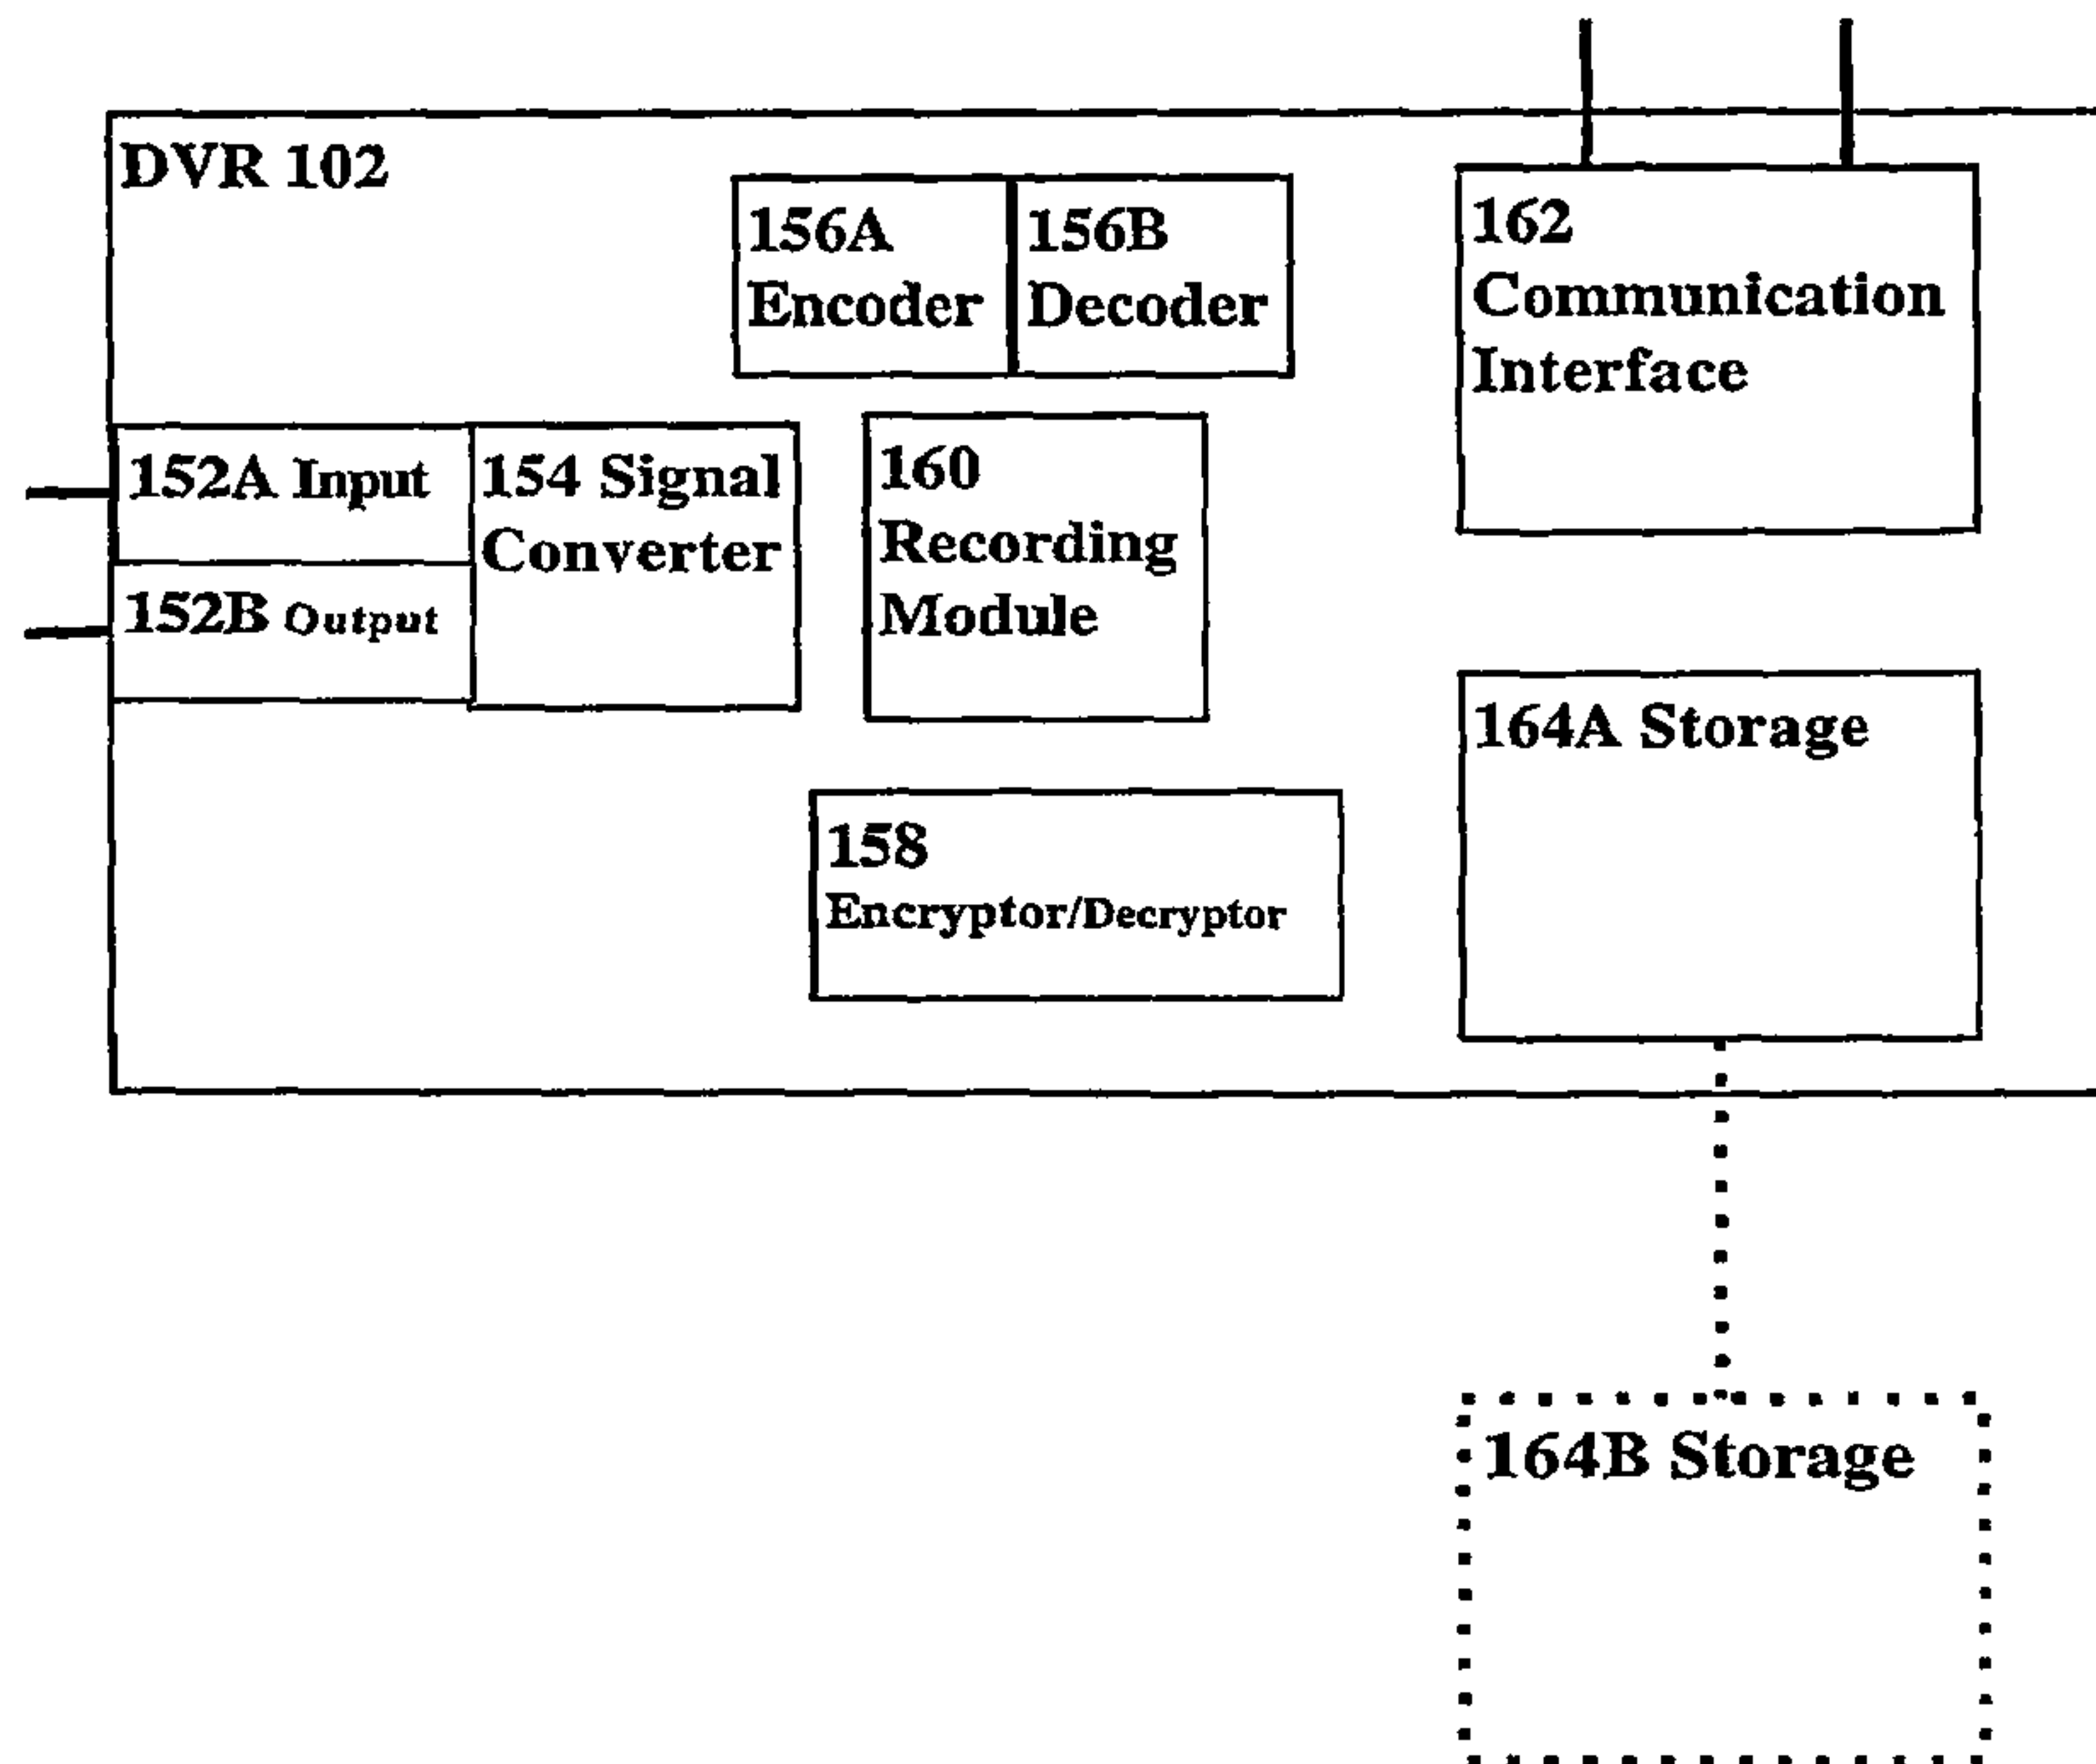 DVR 102
156A
Encoder
156B
Decoder
162
Communication
Interface
152A Input
152B Output
154 Signal
Converter
160
Recording
Module
164A Storage
158
Encryptor/Decryptor
164B Storage